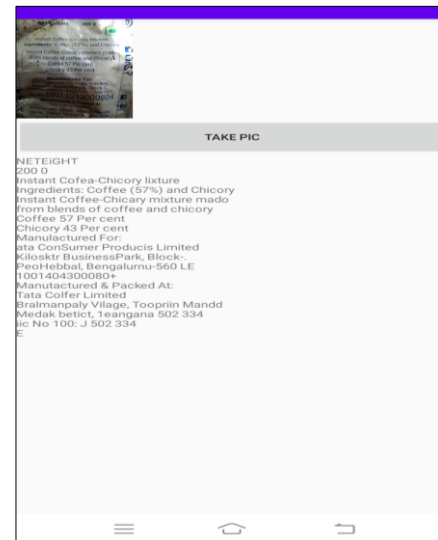 TAKE PIC
NETEiGHT
200 0
Instant Cofea-Chicory lixture
Ingredients: Coffee (57%) and Chicory
Instant Coffee-Chicary mixture mado
from blends of coffee and chicory
Coffee 57 Per cent
Chicory 43 Per cent
Manulactured For:
ata ConSumer Producis Limited
Kilosktr BusinessPark, Block-.
PeoHebbal, Bengalurnu-560 LE
1001404300080+
Manutactured & Packed At:
Tata Colfer Limited
Bralmanpaly Vilage, Toopriin Mandd
Medak betict, 1eangana 502 334
iic No 100: J 502 334
E